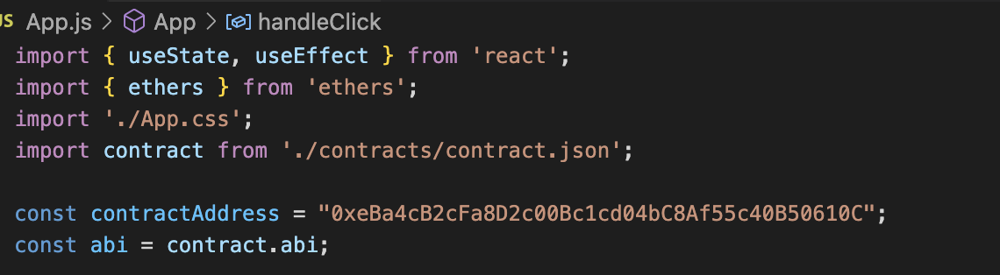 JS App.js > App > handleClick
import { useState, useEffect } from 'react';
import { ethers } from 'ethers';
import './App.css';
import contract from './contracts/contract.json';
const contractAddress = "0xeBa4cB2cFa8D2c00Bc1cd04bC8Af55c40B50610C";
const abi = contract.abi;